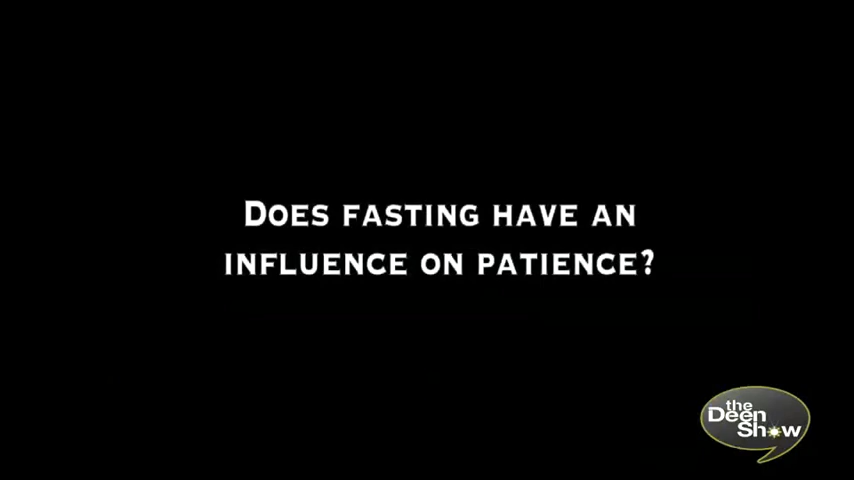 DOES FASTING HAVE AN
INFLUENCE ON PATIENCE?
the
Deen
Show